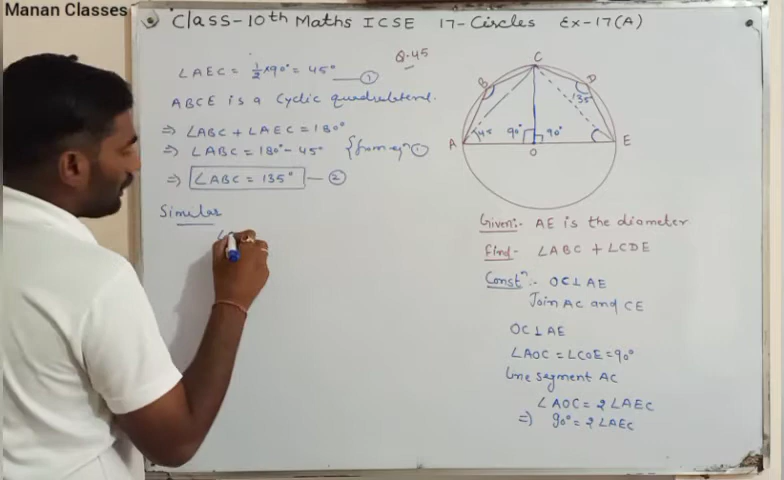 Manan Classes
Class-10th Maths ICSE 17-Circles Ex-17(A)
Q.45
∠AEC = 1/2 x 90° = 45° — ①
ABCE is a Cyclic quadrilateral.
⇒ ∠ABC + ∠AEC = 180°
⇒ ∠ABC = 180° - 45° {from eqn ①
⇒ ∠ABC = 135° — ②
Similar
C
B
D
135
45
90°
90°
A
O
E
Given:- AE is the diameter
Find- ∠ABC + ∠CDE
Constn:- OC⊥AE
Join AC and CE
OC⊥AE
∠AOC = ∠COE = 90°
line segment AC
∠AOC = 2∠AEC
⇒ 90° = 2∠AEC